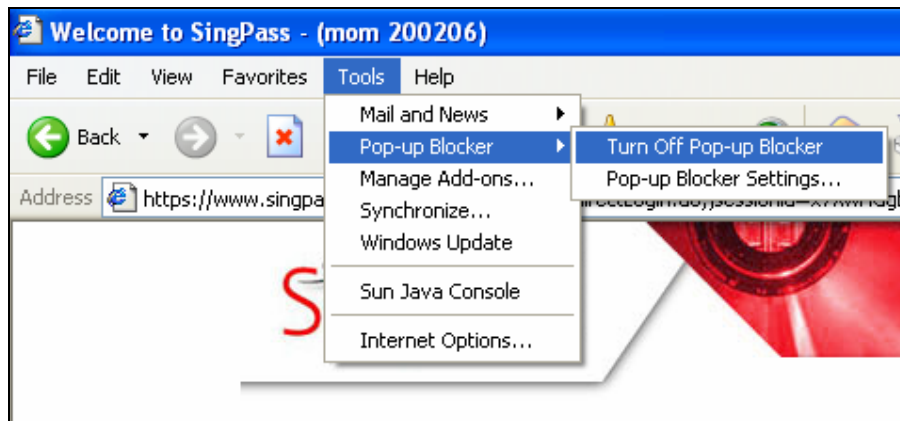 Welcome to SingPass - (mom 200206)
File Edit View Favorites Tools Help
Back
Mail and News
Pop-up Blocker
Turn Off Pop-up Blocker
Manage Add-ons...
Pop-up Blocker Settings...
Address https://www.singpa
Synchronize...
Windows Update
Sun Java Console
Internet Options...
S